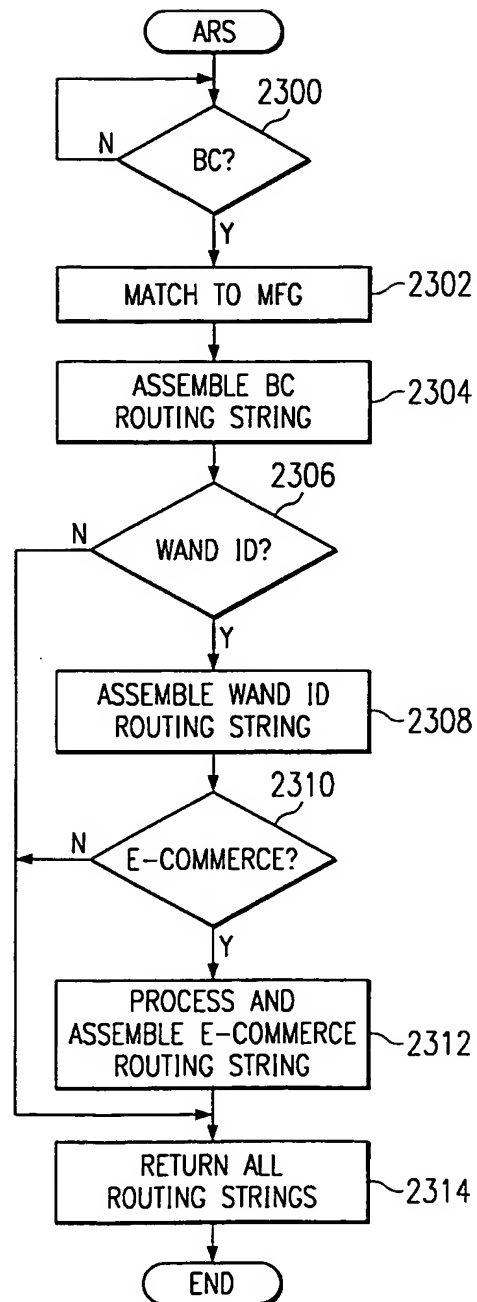 ARS
2300
N
BC?
Y
MATCH TO MFG
2302
ASSEMBLE BC
ROUTING STRING
2304
2306
N
WAND ID?
Y
ASSEMBLE WAND ID
ROUTING STRING
2308
2310
N
E-COMMERCE?
Y
PROCESS AND
ASSEMBLE E-COMMERCE
ROUTING STRING
2312
RETURN ALL
ROUTING STRINGS
2314
END